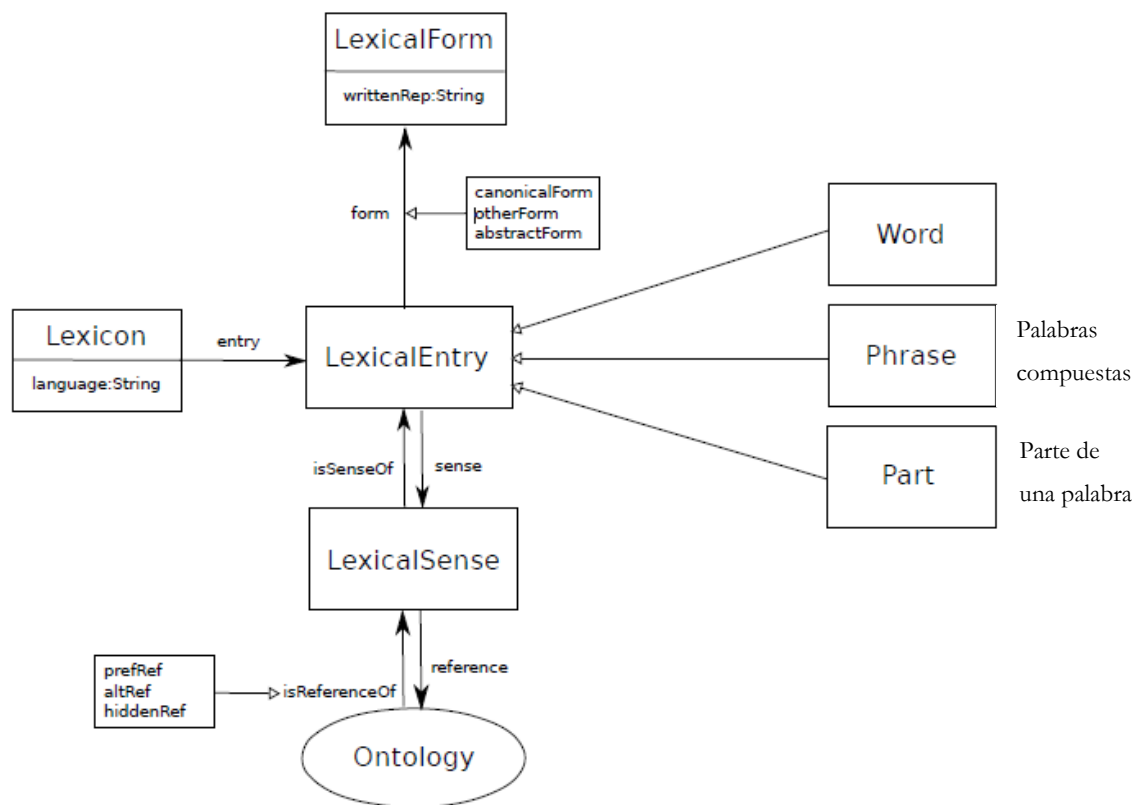 LexicalForm
writtenRep:String
form
canonicalForm
otherForm
abstractForm
Word
Lexicon
language:String
entry
LexicalEntry
Phrase
Palabras
compuestas
isSenseOf
sense
Part
Parte de
una palabra
LexicalSense
prefRef
altRef
hiddenRef
isReferenceOf
reference
Ontology